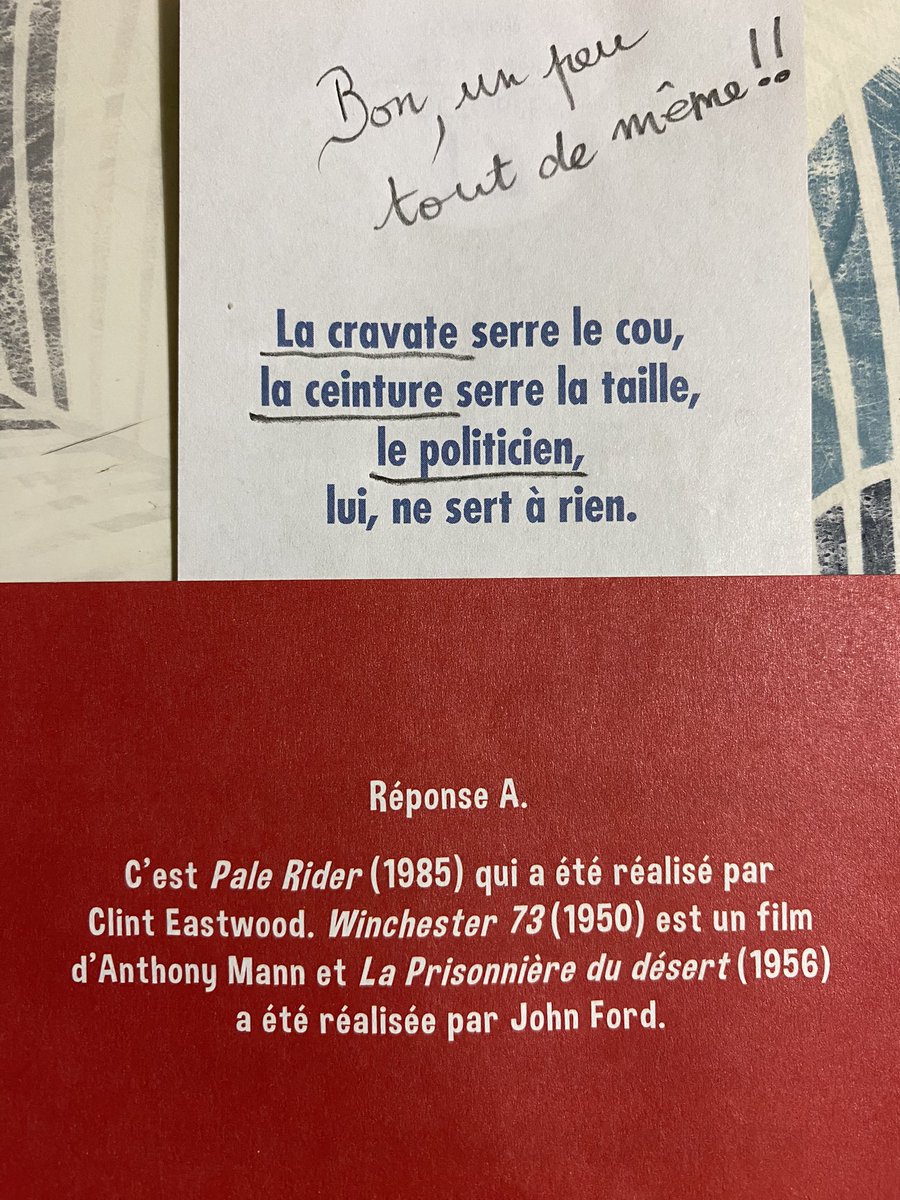 Bon, un peu
tout de même!!
La cravate serre le cou,
la ceinture serre la taille,
le politicien,
lui, ne sert à rien.
Réponse A.
C'est Pale Rider (1985) qui a été réalisé par
Clint Eastwood. Winchester 73 (1950) est un film
d'Anthony Mann et La Prisonnière du désert (1956)
a été réalisée par John Ford.